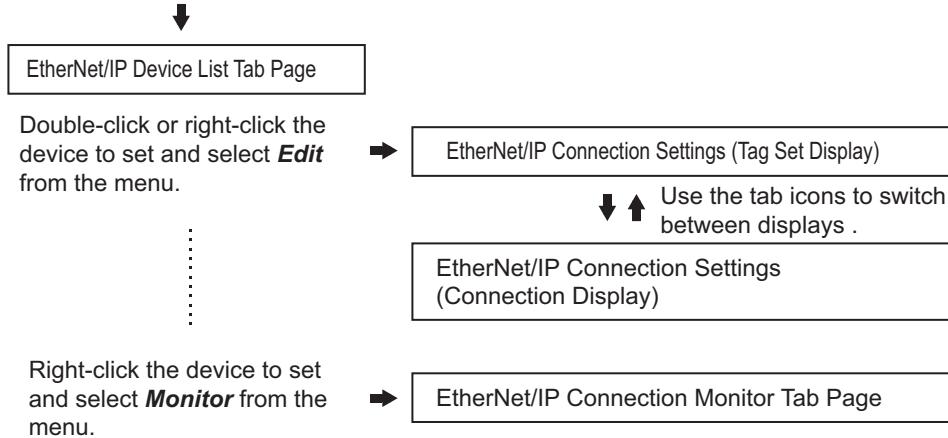 EtherNet/IP Device List Tab Page
Double-click or right-click the
device to set and select Edit
from the menu.
EtherNet/IP Connection Settings (Tag Set Display)
Use the tab icons to switch
between displays .
EtherNet/IP Connection Settings
(Connection Display)
Right-click the device to set
and select Monitor from the
menu.
EtherNet/IP Connection Monitor Tab Page